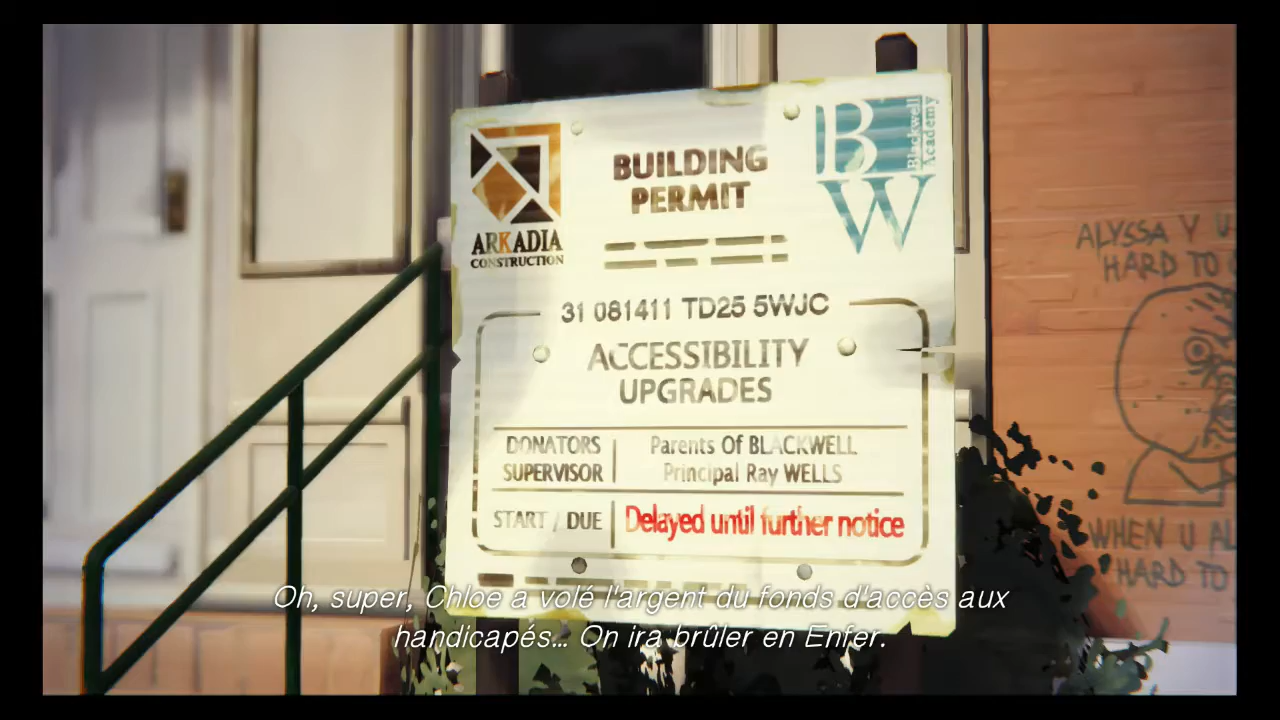 BUILDING
PERMIT
ARKADIA
CONSTRUCTION
BW
Blackwell
Academy
31 081411 TD25 5WJC
ACCESSIBILITY
UPGRADES
DONATORS Parents Of BLACKWELL
SUPERVISOR Principal Ray WELLS
START / DUE Delayed until further notice
ALYSSA Y U
HARD TO
WHEN U AL
HARD TO
Oh, super, Chloe a volé l'argent du fonds d'accès aux
handicapés... On ira brûler en Enfer.